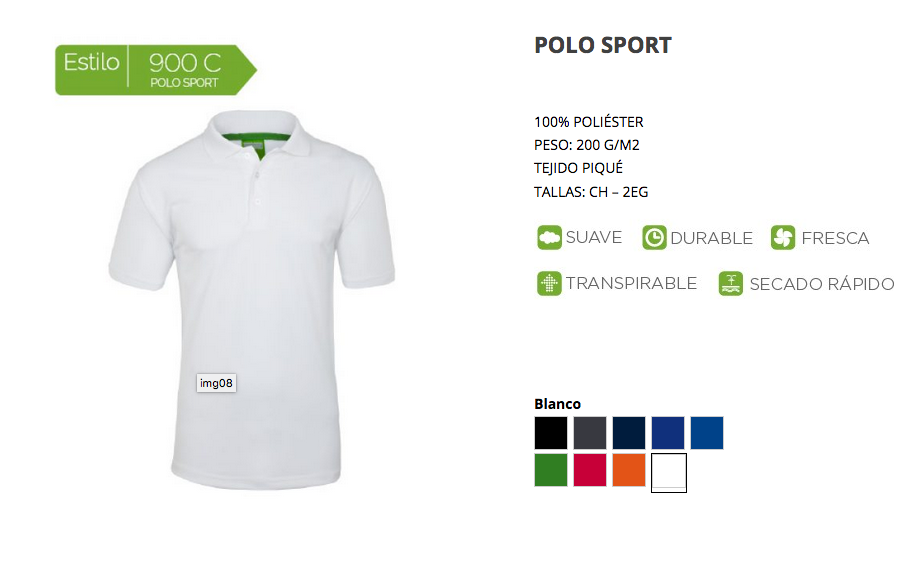 Estilo
900 C
POLO SPORT
POLO SPORT
100% POLIÉSTER
PESO: 200 G/M2
TEJIDO PIQUÉ
TALLAS: CH – 2EG
SUAVE
DURABLE
FRESCA
TRANSPIRABLE
SECADO RÁPIDO
img08
Blanco